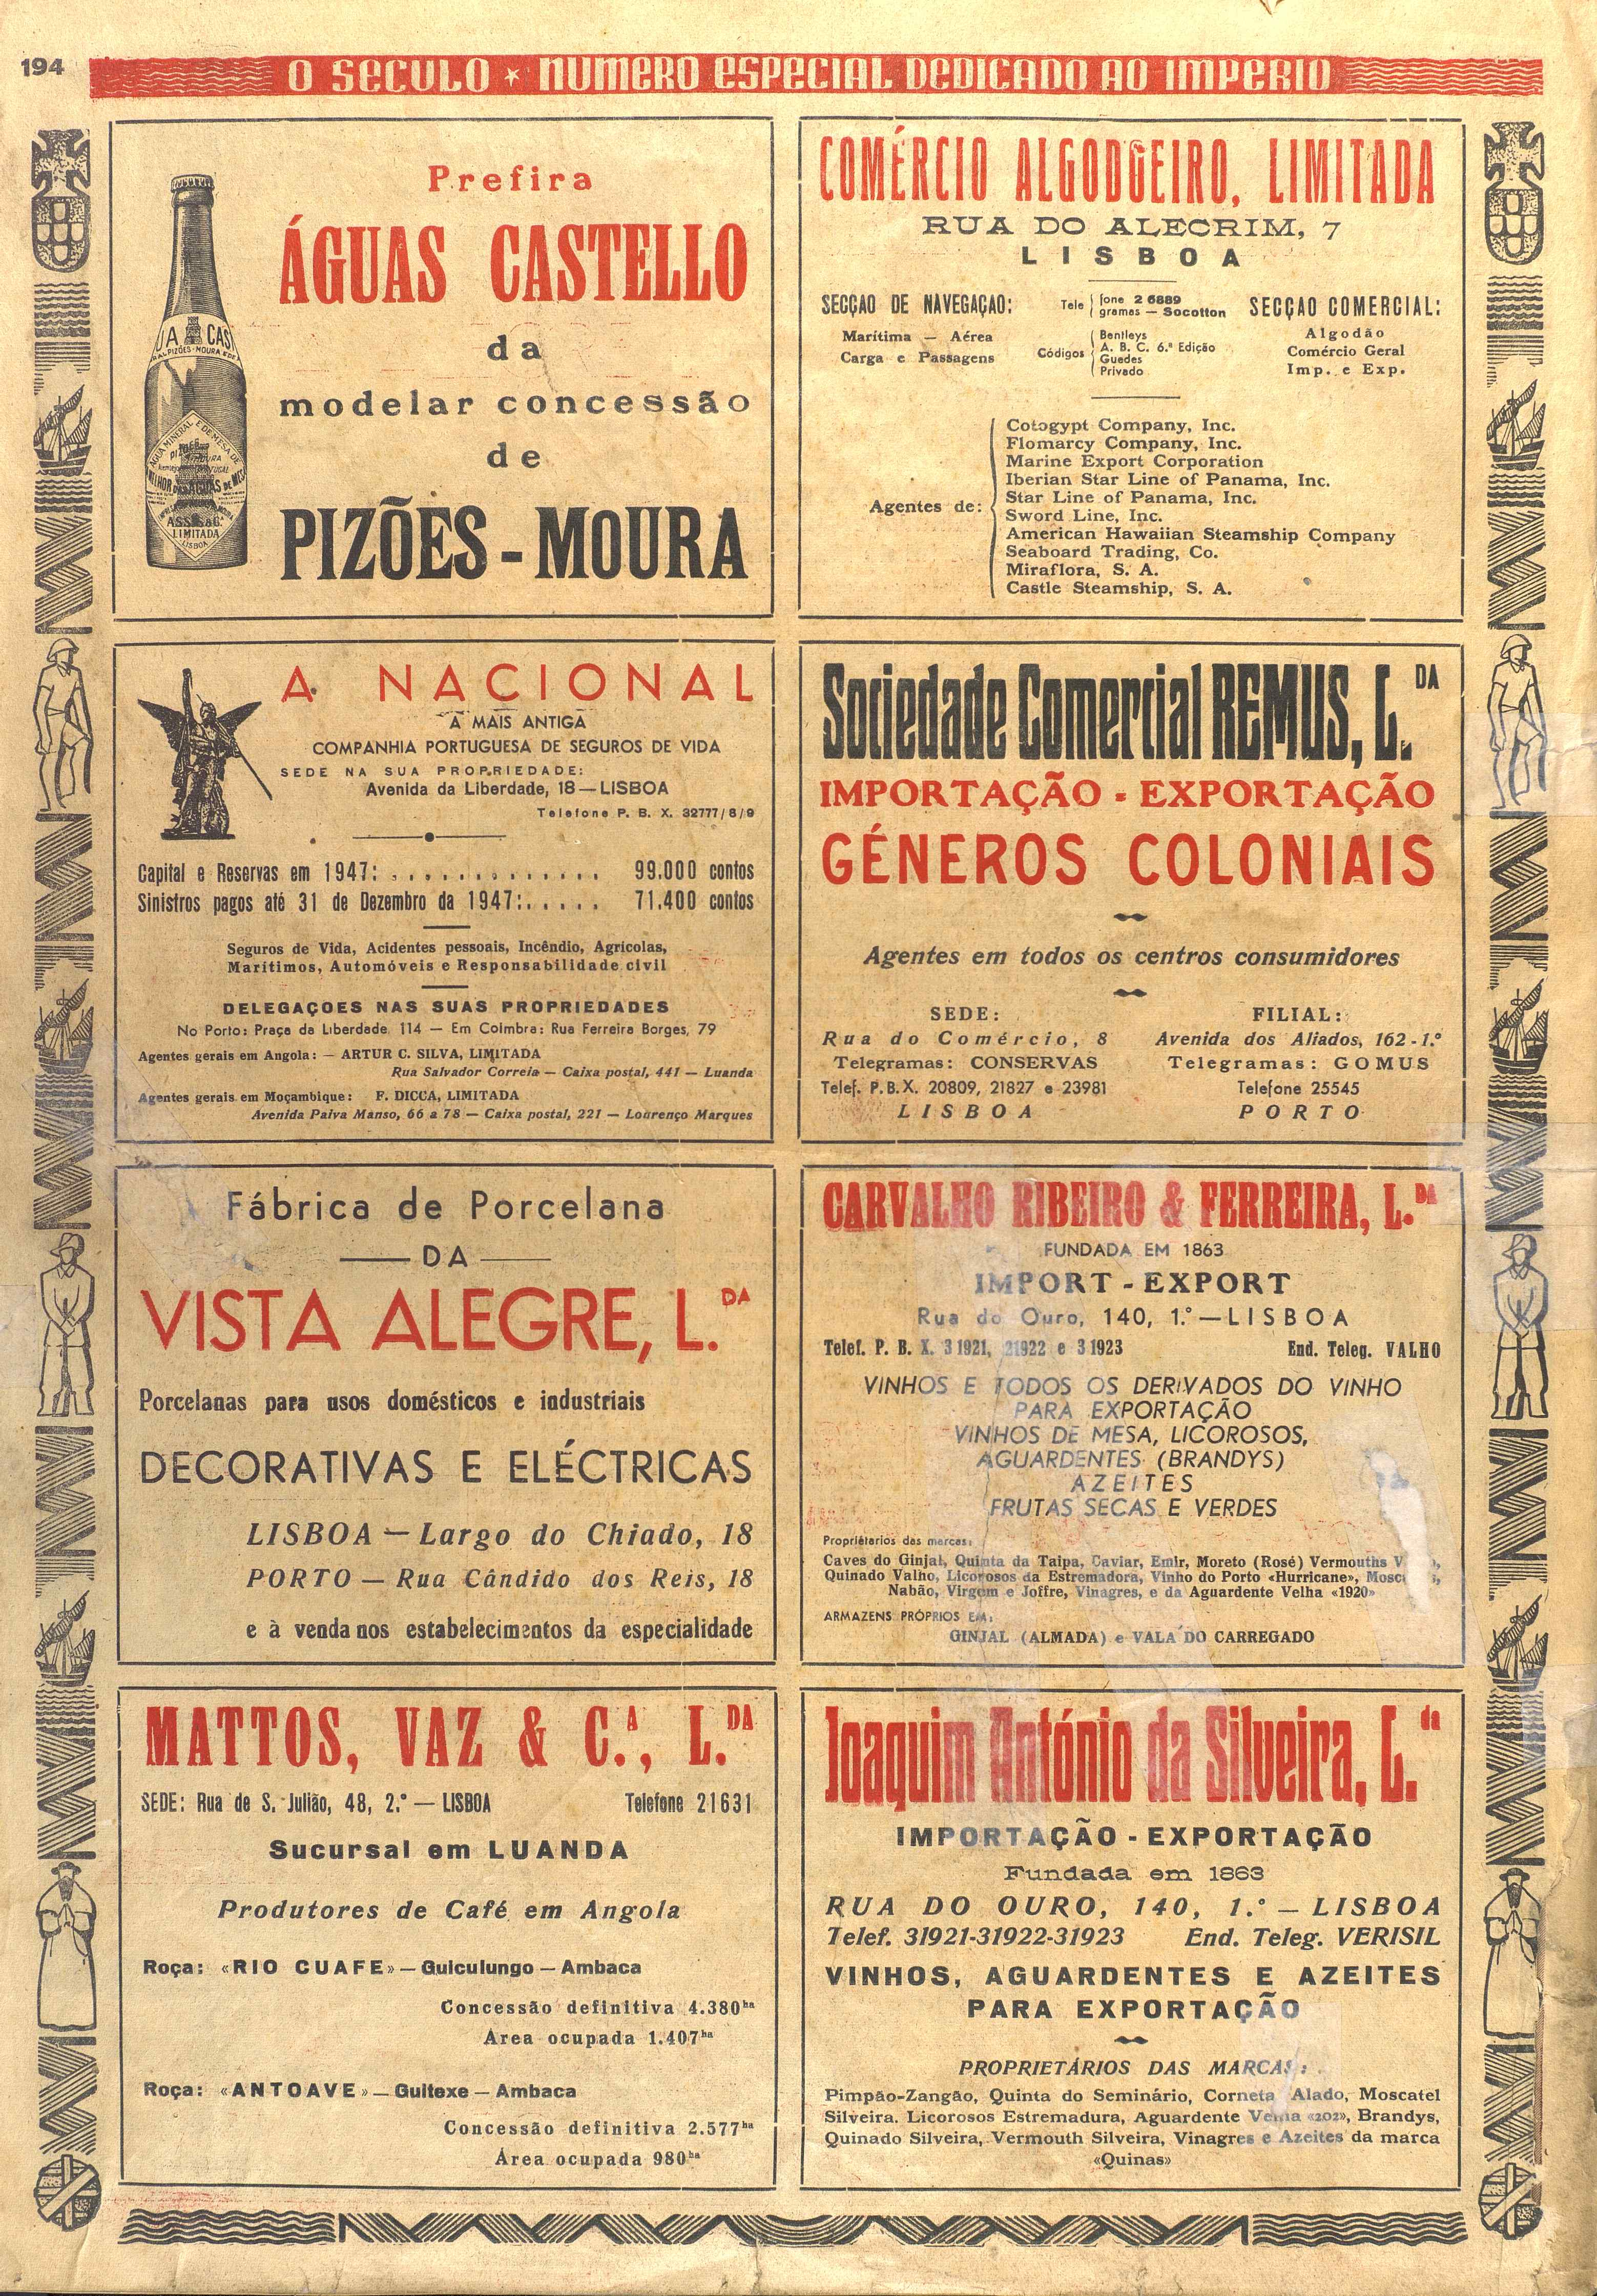 194
O SECULO ★ NUMERO ESPECIAL DEDICADO AO IMPERIO
Prefira
ÁGUAS CASTELLO
da
modelar concessão
de
PIZÕES - MOURA
COMÉRCIO ALGODOEIRO, LIMITADA
RUA DO ALECRIM, 7
LISBOA
SECÇÃO DE NAVEGAÇÃO:
Marítima — Aérea
Carga e Passagens
Tele { fone 2 6889
gramas — Socotton
Códigos { Bentleys
A. B. C. 6.ª Edição
Guedes
Privado
SECÇÃO COMERCIAL:
Algodão
Comércio Geral
Imp. e Exp.
Agentes de:
Cotogypt Company, Inc.
Flomarcy Company, Inc.
Marine Export Corporation
Iberian Star Line of Panama, Inc.
Star Line of Panama, Inc.
Sword Line, Inc.
American Hawaiian Steamship Company
Seaboard Trading, Co.
Miraflora, S. A.
Castle Steamship, S. A.
A NACIONAL
A MAIS ANTIGA
COMPANHIA PORTUGUESA DE SEGUROS DE VIDA
SEDE NA SUA PROPRIEDADE:
Avenida da Liberdade, 18 — LISBOA
Telefone P. B. X. 32777/8/9
Capital e Reservas em 1947: . . . . . . . . . . . . . 99.000 contos
Sinistros pagos até 31 de Dezembro da 1947: . . . . . 71.400 contos
Seguros de Vida, Acidentes pessoais, Incêndio, Agrícolas,
Marítimos, Automóveis e Responsabilidade civil
DELEGAÇOES NAS SUAS PROPRIEDADES
No Porto: Praça da Liberdade 114 — Em Coimbra: Rua Ferreira Borges, 79
Agentes gerais em Angola: — ARTUR C. SILVA, LIMITADA
Rua Salvador Correia — Caixa postal, 441 — Luanda
Agentes gerais em Moçambique: F. DICCA, LIMITADA
Avenida Paiva Manso, 66 a 78 — Caixa postal, 221 — Lourenço Marques
Sociedade Comercial REMUS, L.DA
IMPORTAÇÃO - EXPORTAÇÃO
GÉNEROS COLONIAIS
Agentes em todos os centros consumidores
SEDE:
Rua do Comércio, 8
Telegramas: CONSERVAS
Telef. P.B.X. 20809, 21827 e 23981
LISBOA
FILIAL:
Avenida dos Aliados, 162-1.º
Telegramas: GOMUS
Telefone 25545
PORTO
Fábrica de Porcelana
— DA —
VISTA ALEGRE, L.DA
Porcelanas para usos domésticos e industriais
DECORATIVAS E ELÉCTRICAS
LISBOA — Largo do Chiado, 18
PORTO — Rua Cândido dos Reis, 18
e à venda nos estabelecimentos da especialidade
CARVALHO RIBEIRO & FERREIRA, L.DA
FUNDADA EM 1863
IMPORT - EXPORT
Rua do Ouro, 140, 1.º — LISBOA
Telef. P. B. X. 31921, 21922 e 31923 End. Teleg. VALHO
VINHOS E TODOS OS DERIVADOS DO VINHO
PARA EXPORTAÇÃO
VINHOS DE MESA, LICOROSOS,
AGUARDENTES (BRANDYS)
AZEITES
FRUTAS SECAS E VERDES
Propriètarios das marcas:
Caves do Ginjal, Quinta da Taipa, Caviar, Emir, Moreto (Rosé) Vermouths
Quinado Valho, Licorosos da Estremadora, Vinho do Porto «Hurricane»,
Nabão, Virgem e Joffre, Vinagres, e da Aguardente Velha «1920»
ARMAZENS PRÓPRIOS EM:
GINJAL (ALMADA) e VALA DO CARREGADO
MATTOS, VAZ & C.A, L.DA
SEDE: Rua de S. Julião, 48, 2.º — LISBOA Telefone 21631
Sucursal em LUANDA
Produtores de Café em Angola
Roça: «RIO CUAFE» — Guiculungo — Ambaca
Concessão definitiva 4.380ha
Área ocupada 1.407ha
Roça: «ANTOAVE» — Guitexe — Ambaca
Concessão definitiva 2.577ha
Área ocupada 980ha
Joaquim António da Silveira, L.da
IMPORTAÇÃO - EXPORTAÇÃO
Fundada em 1863
RUA DO OURO, 140, 1.º — LISBOA
Telef. 31921-31922-31923 End. Teleg. VERISIL
VINHOS, AGUARDENTES E AZEITES
PARA EXPORTAÇÃO
PROPRIETÁRIOS DAS MARCAS:
Pimpão-Zangão, Quinta do Seminário, Corneta Alado, Moscatel
Silveira. Licorosos Estremadura, Aguardente Velha «202», Brandys,
Quinado Silveira, Vermouth Silveira, Vinagres e Azeites da marca
«Quinas»